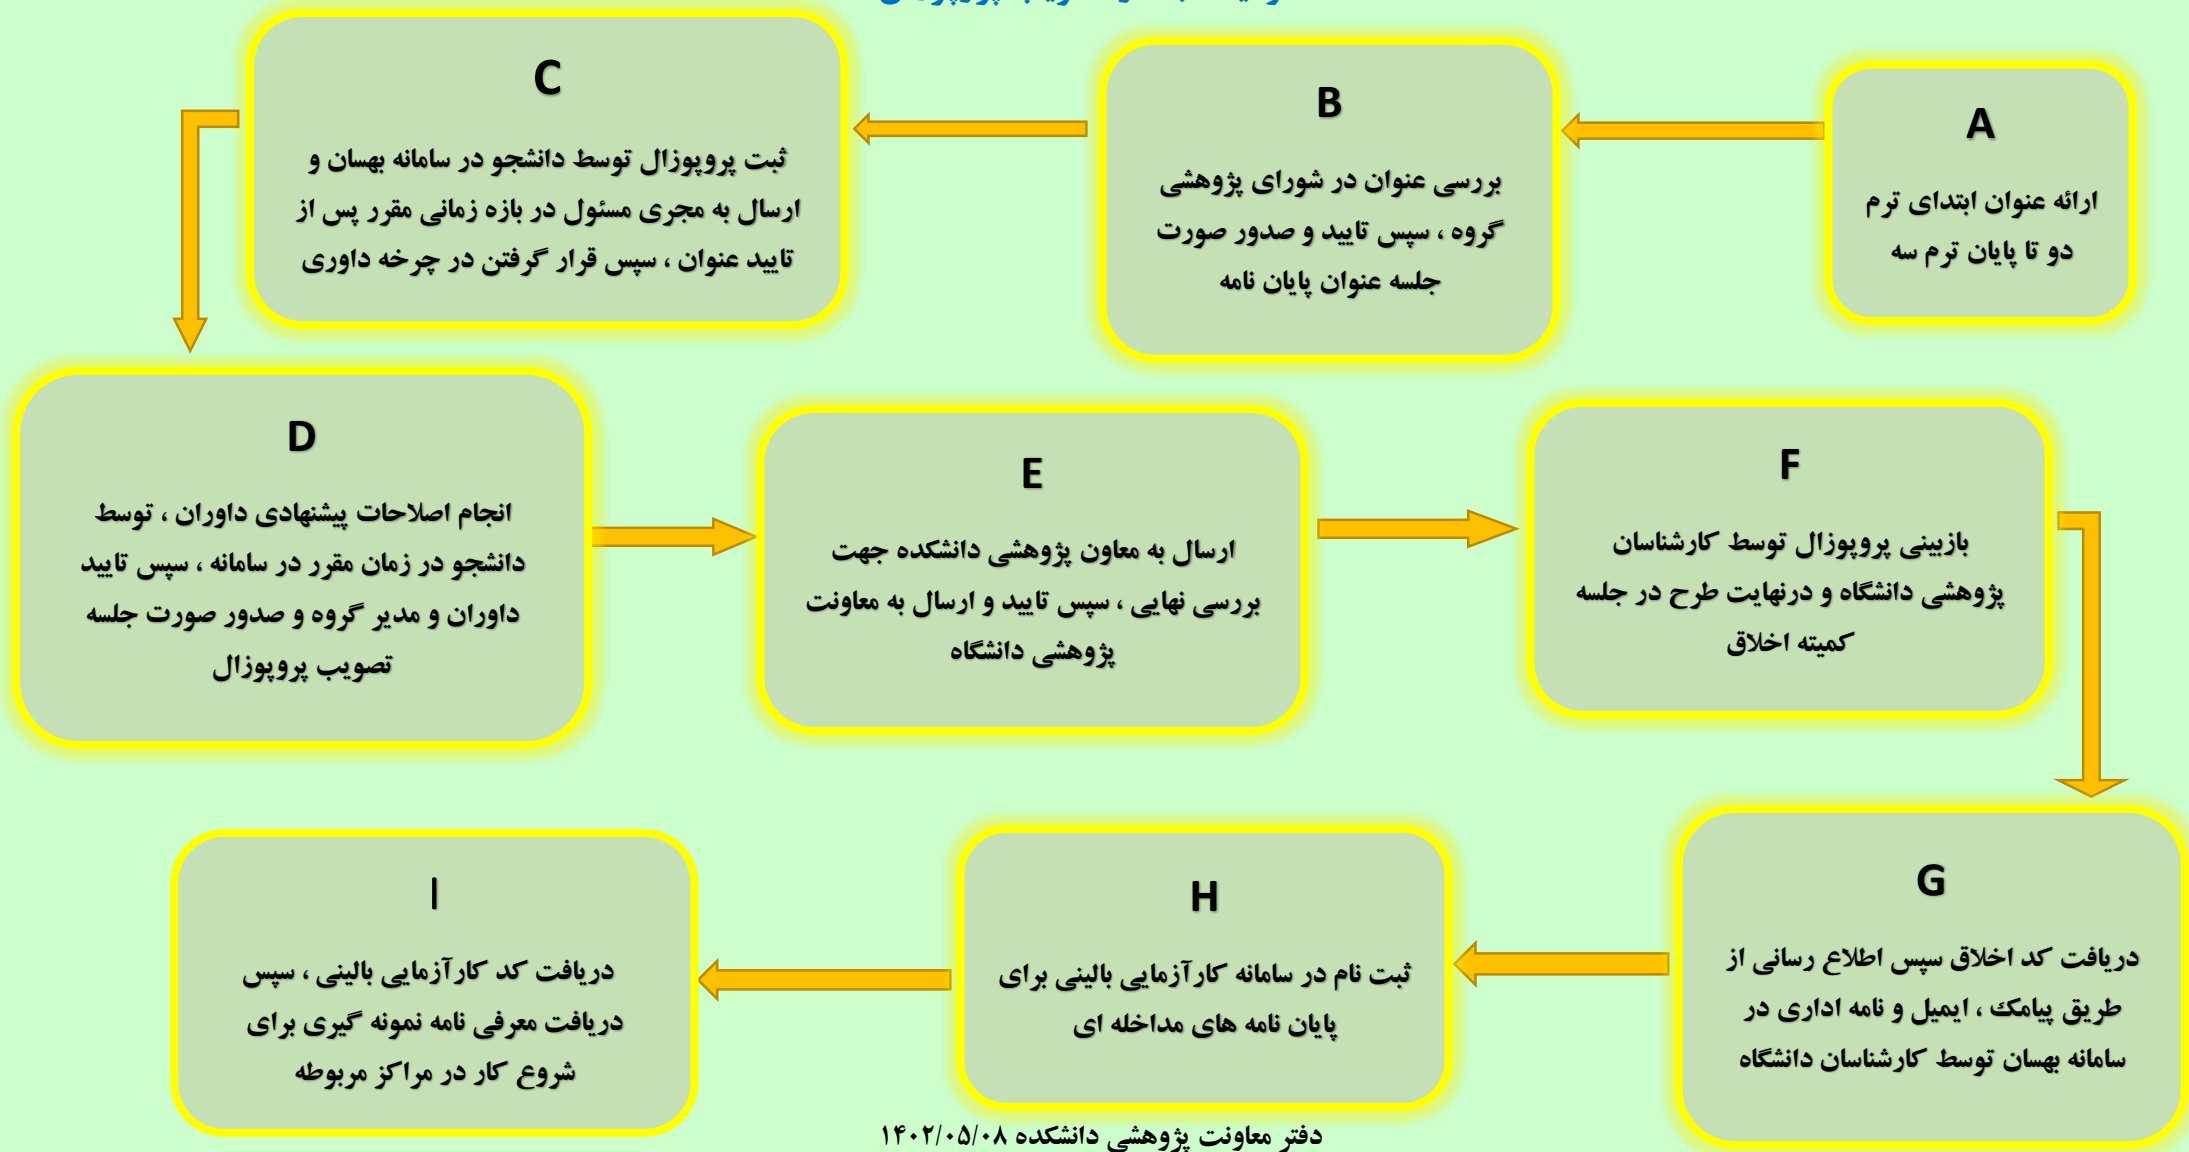 A
ارائه عنوان ابتدای ترم
دو تا پایان ترم سه
B
بررسی عنوان در شورای پژوهشی
گروه ، سپس تایید و صدور صورت
جلسه عنوان پایان نامه
C
ثبت پروپوزال توسط دانشجو در سامانه بهسان و
ارسال به مجری مسئول در بازه زمانی مقرر پس از
تایید عنوان ، سپس قرار گرفتن در چرخه داوری
D
انجام اصلاحات پیشنهادی داوران ، توسط
دانشجو در زمان مقرر در سامانه ، سپس تایید
داوران و مدیر گروه و صدور صورت جلسه
تصویب پروپوزال
E
ارسال به معاون پژوهشی دانشکده جهت
بررسی نهایی ، سپس تایید و ارسال به معاونت
پژوهشی دانشگاه
F
بازبینی پروپوزال توسط کارشناسان
پژوهشی دانشگاه و درنهایت طرح در جلسه
کمیته اخلاق
G
دریافت کد اخلاق سپس اطلاع رسانی از
طریق پیامک ، ایمیل و نامه اداری در
سامانه بهسان توسط کارشناسان دانشگاه
H
ثبت نام در سامانه کارآزمایی بالینی برای
پایان نامه های مداخله ای
I
دریافت کد کارآزمایی بالینی ، سپس
دریافت معرفی نامه نمونه گیری برای
شروع کار در مراکز مربوطه
دفتر معاونت پژوهشی دانشکده ۱۴۰۲/۰۵/۰۸